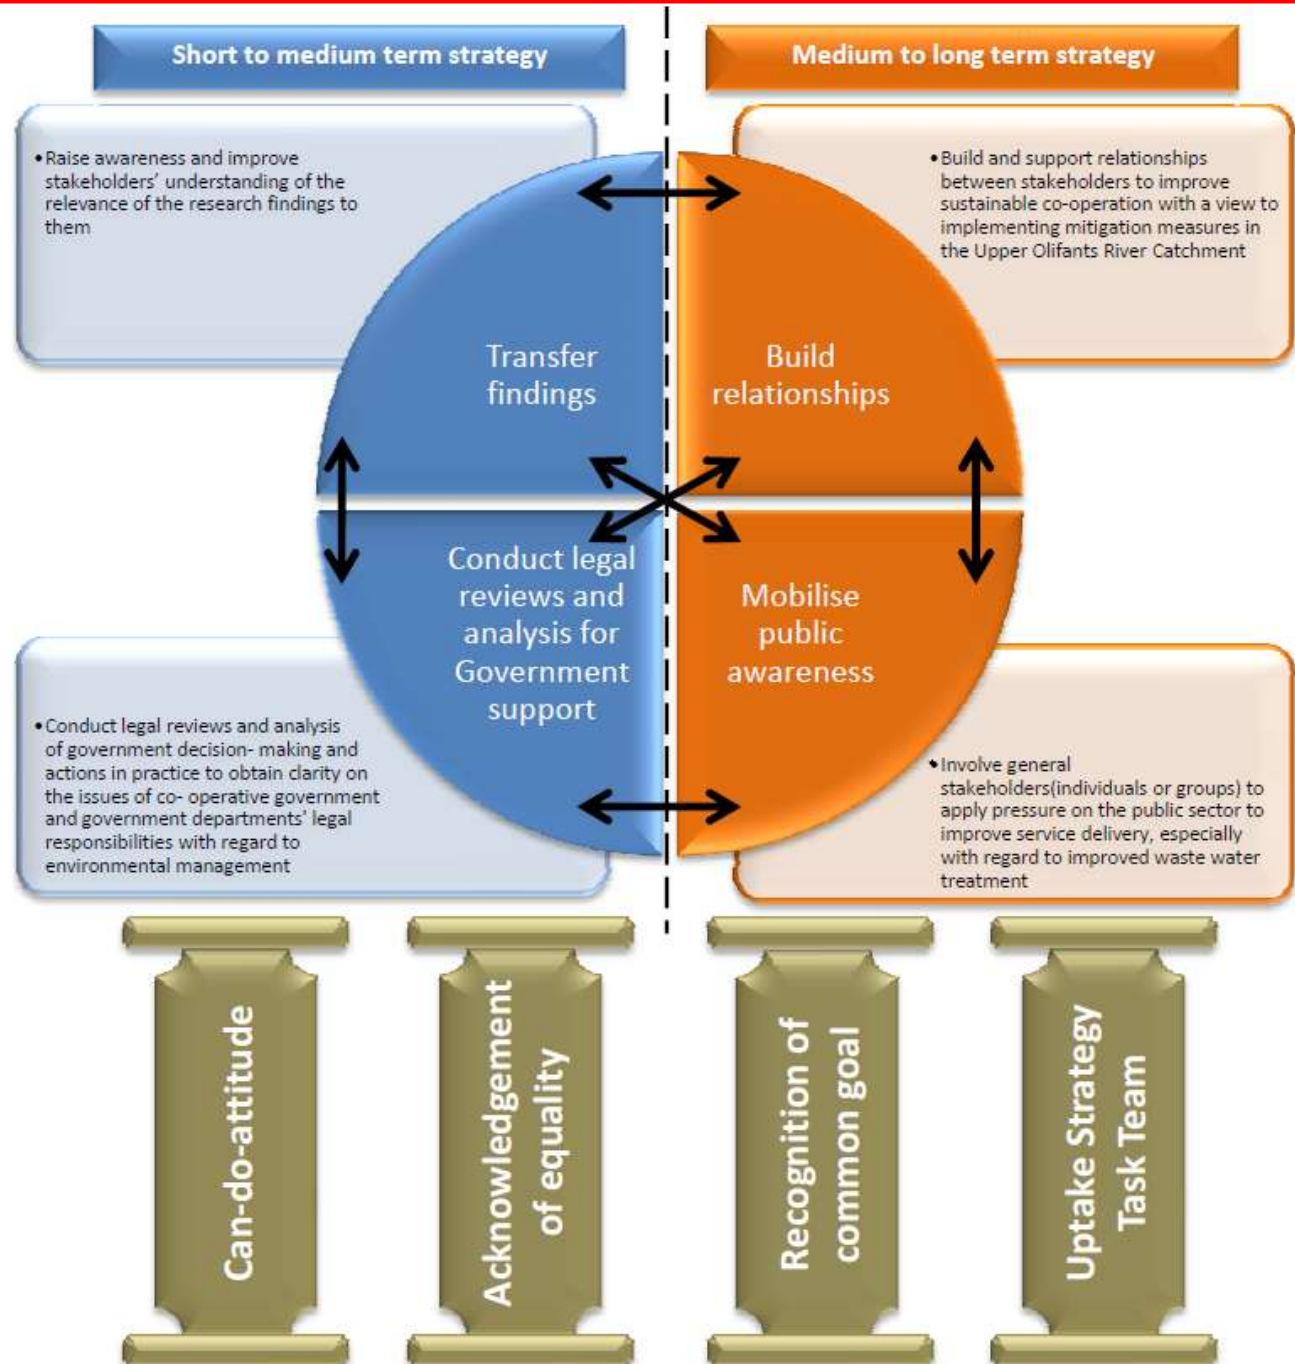 Short to medium term strategy
Medium to long term strategy
•Raise awareness and improve
stakeholders' understanding of the
relevance of the research findings to
them
•Build and support relationships
between stakeholders to improve
sustainable co-operation with a view to
implementing mitigation measures in
the Upper Olifants River Catchment
Transfer
findings
Build
relationships
Conduct legal
reviews and
analysis for
Government
support
Mobilise
public
awareness
•Conduct legal reviews and analysis
of government decision- making and
actions in practice to obtain clarity on
the issues of co- operative government
and government departments' legal
responsibilities with regard to
environmental management
•Involve general
stakeholders(individuals or groups) to
apply pressure on the public sector to
improve service delivery, especially
with regard to improved waste water
treatment
Can-do-attitude
Acknowledgement
of equality
Recognition of
common goal
Uptake Strategy
Task Team